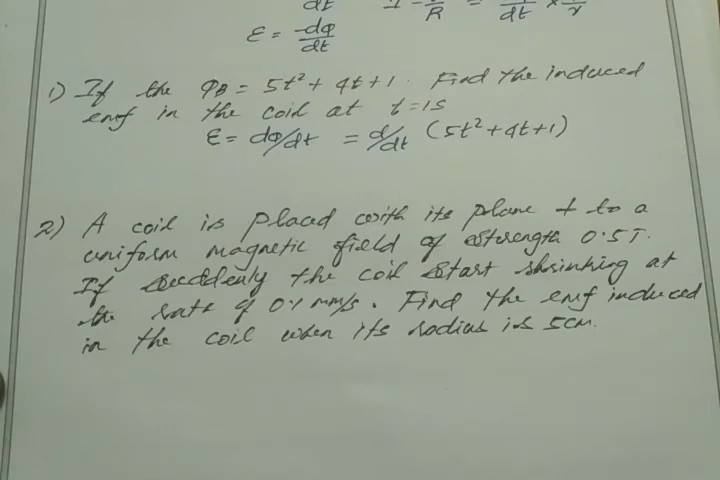 ε = -dφ/dt
1) If the φB = 5t² + 4t + 1. Find the induced
emf in the coil at t=1s
ε = dφ/dt = d/dt (5t² + 4t + 1)
2) A coil is placed with its plane ⊥ to a
uniform magnetic field of strength 0.5T.
If suddenly the coil start shrinking at
the rate of 0.1 mm/s. Find the emf induced
in the coil when its radius is 5cm.